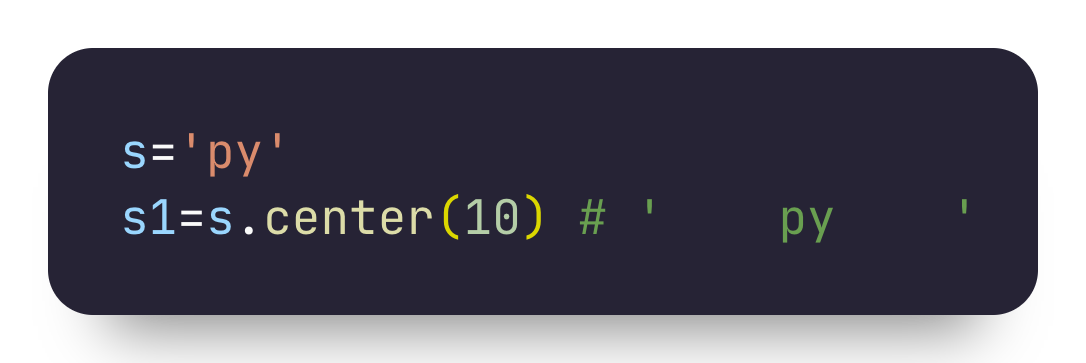 s='py'
s1=s.center(10) # '    py    '